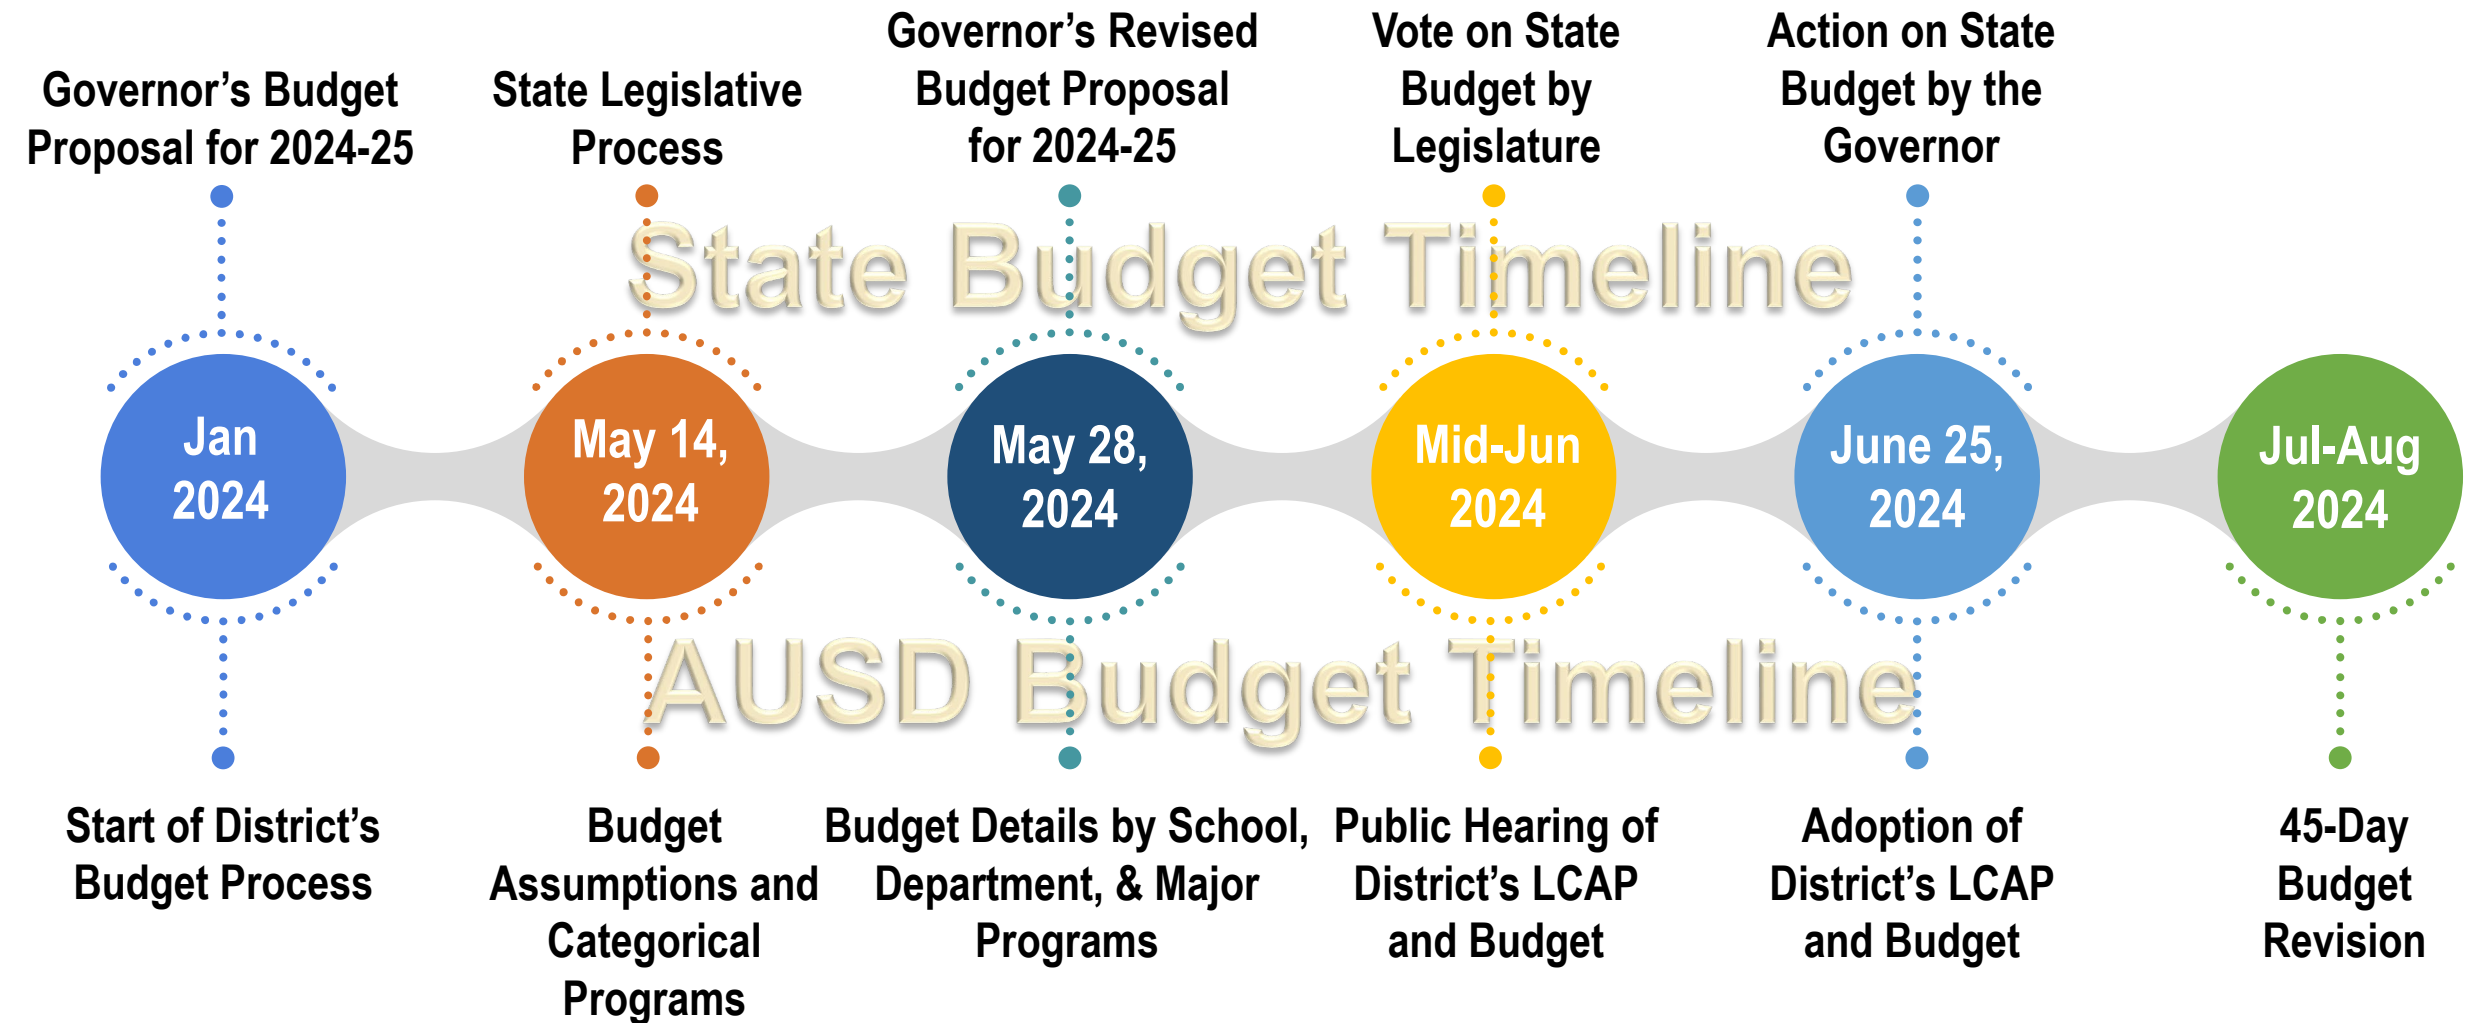 Governor's Budget
Proposal for 2024-25
State Legislative
Process
Governor's Revised
Budget Proposal
for 2024-25
Vote on State
Budget by
Legislature
Action on State
Budget by the
Governor
State Budget Timeline
Jan
2024
May 14,
2024
May 28,
2024
Mid-Jun
2024
June 25,
2024
Jul-Aug
2024
AUSD Budget Timeline
Start of District's
Budget Process
Budget
Assumptions and
Categorical
Programs
Budget Details by School,
Department, & Major
Programs
Public Hearing of
District's LCAP
and Budget
Adoption of
District's LCAP
and Budget
45-Day
Budget
Revision